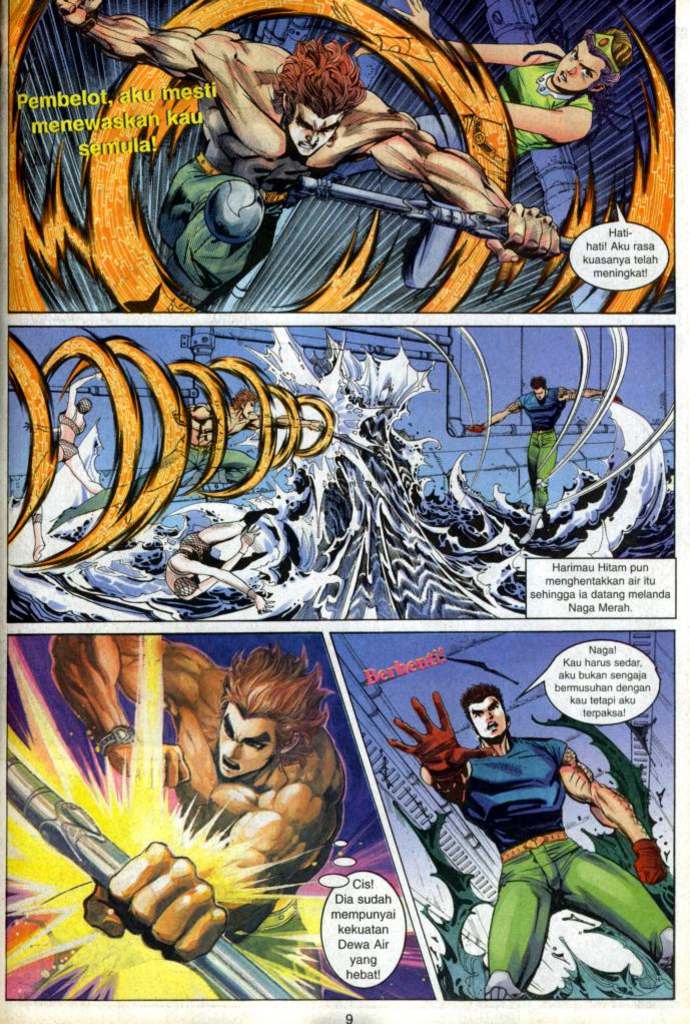 Pembelot, aku mesti
menewaskan kau
semula!
Hati-
hati! Aku rasa
kuasanya telah
meningkat!
Harimau Hitam pun
menghentakkan air itu
sehingga ia datang melanda
Naga Merah.
Cis!
Dia sudah
mempunyai
kekuatan
Dewa Air
yang
hebat!
Berhenti!
Naga!
Kau harus sedar,
aku bukan sengaja
bermusuhan dengan
kau tetapi aku
terpaksa!
9